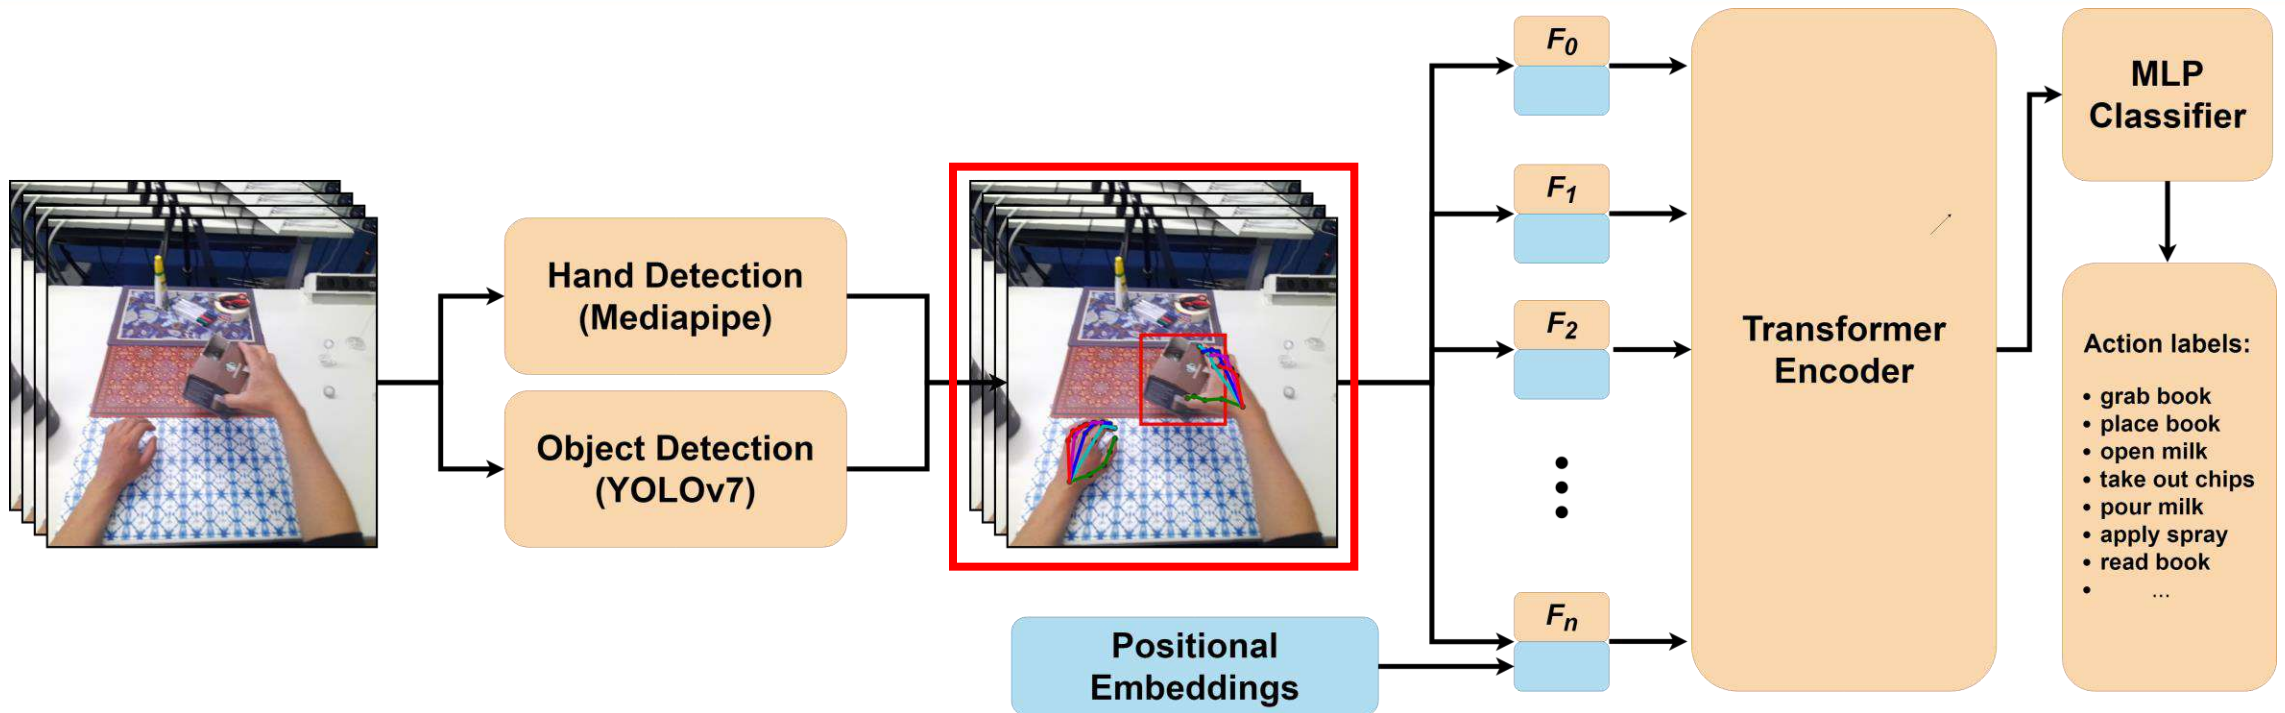 Hand Detection
(Mediapipe)
Object Detection
(YOLOv7)
Positional
Embeddings
F0
F1
F2
Fn
Transformer
Encoder
MLP
Classifier
Action labels:
• grab book
• place book
• open milk
• take out chips
• pour milk
• apply spray
• read book
• ...